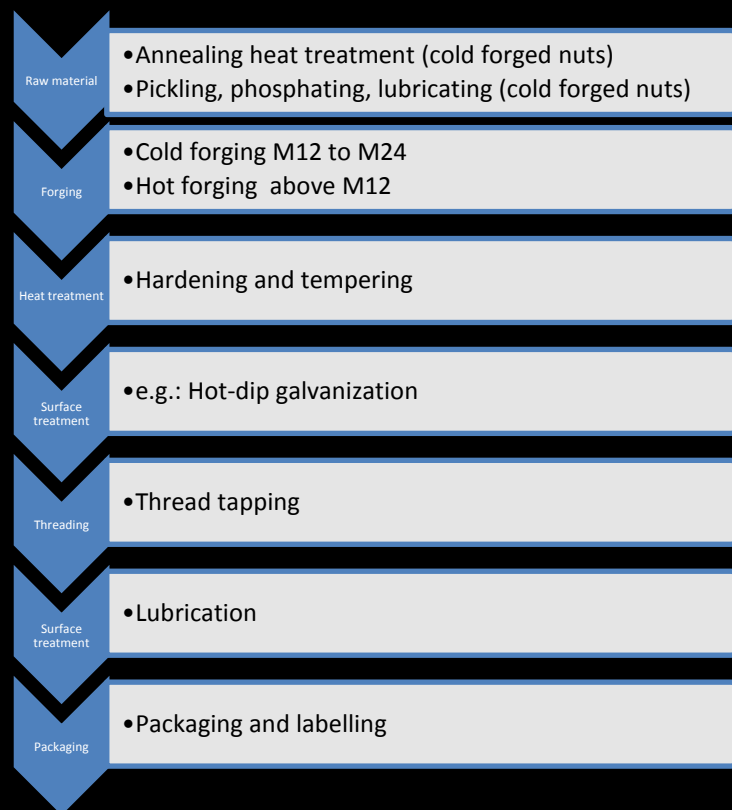 Raw material
•Annealing heat treatment (cold forged nuts)
•Pickling, phosphating, lubricating (cold forged nuts)
Forging
•Cold forging M12 to M24
•Hot forging  above M12
Heat treatment
•Hardening and tempering
Surface
treatment
•e.g.: Hot-dip galvanization
Threading
•Thread tapping
Surface
treatment
•Lubrication
Packaging
•Packaging and labelling